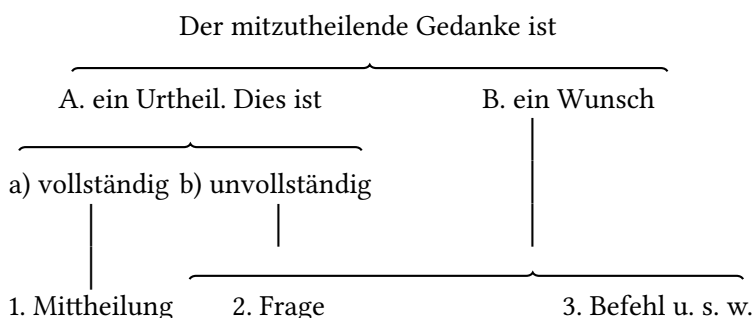 Der mitzutheilende Gedanke ist
A. ein Urtheil. Dies ist B. ein Wunsch
a) vollständig b) unvollständig
1. Mittheilung 2. Frage 3. Befehl u. s. w.